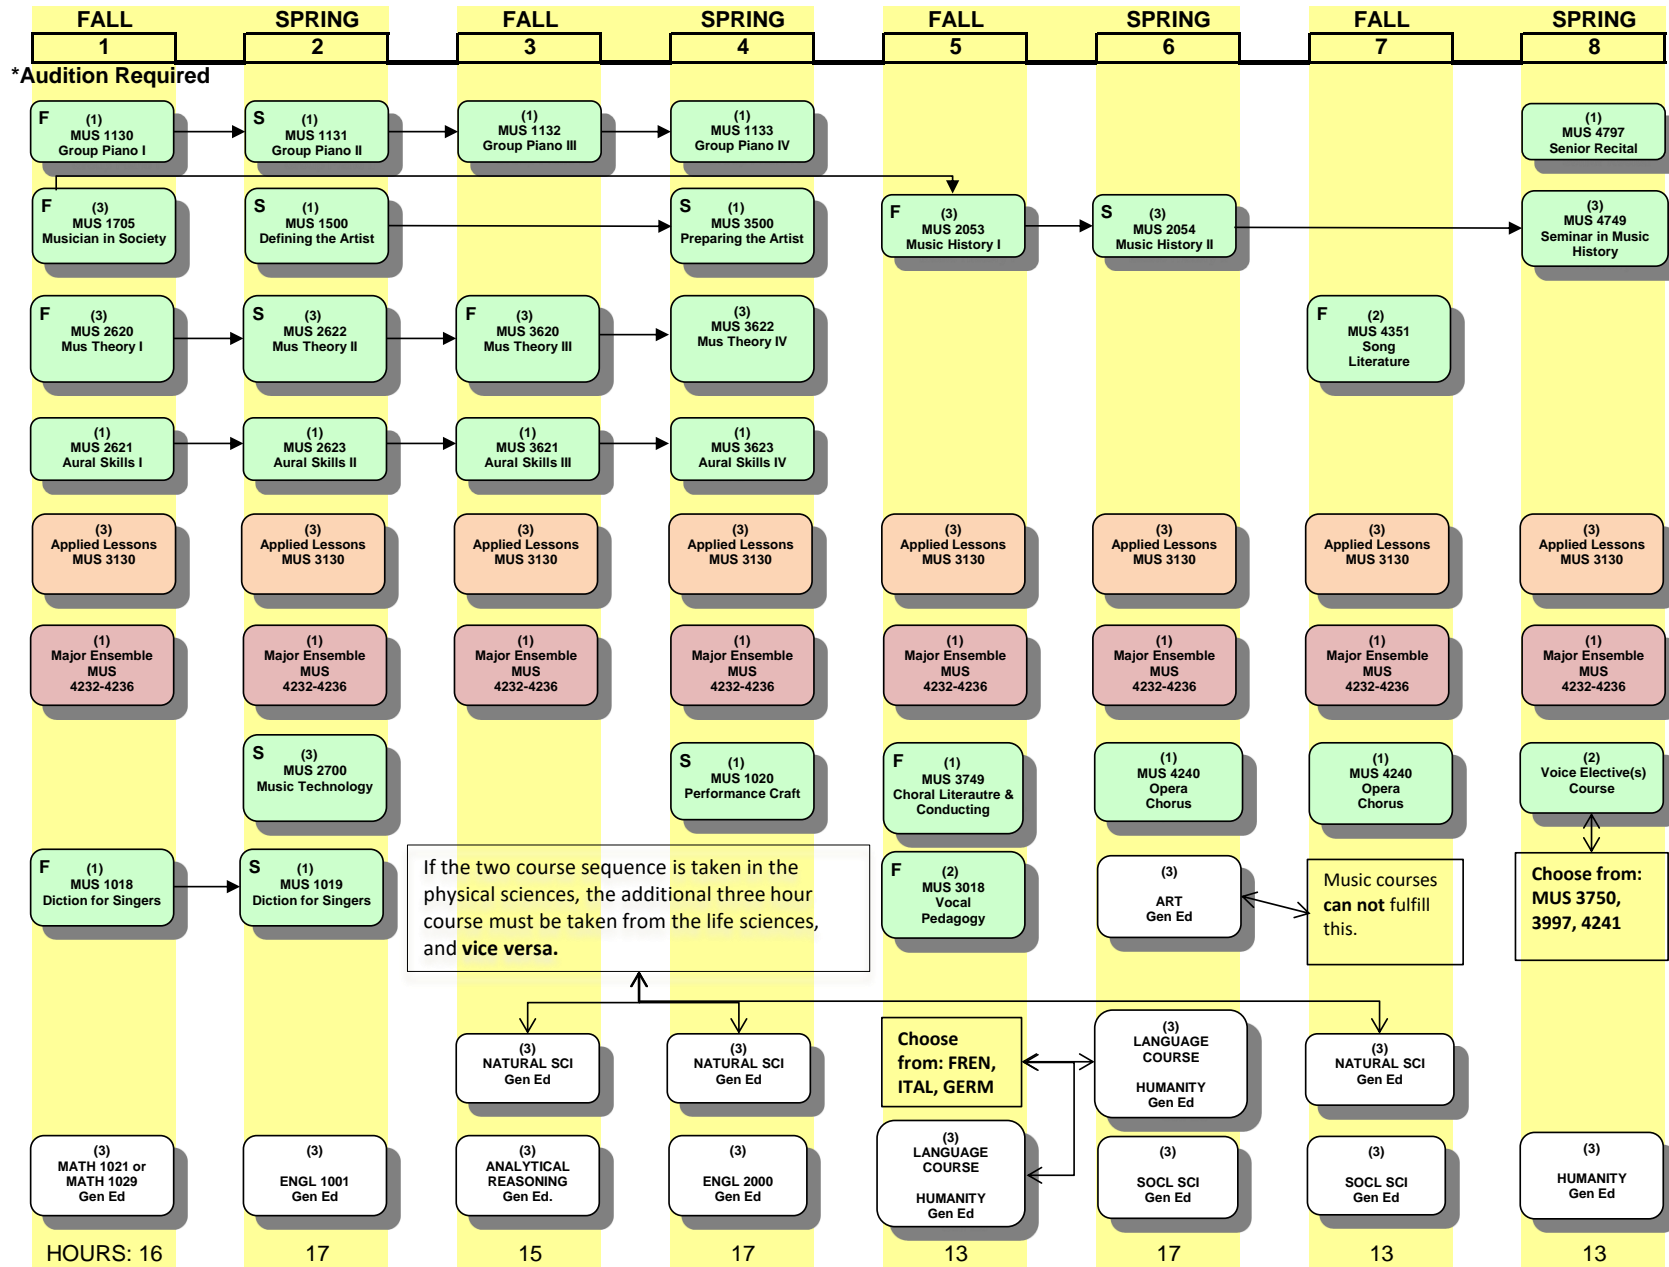 FALL SPRING FALL SPRING FALL SPRING FALL SPRING
1 2 3 4 5 6 7 8
*Audition Required
F (1)
MUS 1130
Group Piano I
S (1)
MUS 1131
Group Piano II
(1)
MUS 1132
Group Piano III
(1)
MUS 1133
Group Piano IV
(1)
MUS 4797
Senior Recital
F (3)
MUS 1705
Musician in Society
S (1)
MUS 1500
Defining the Artist
S (1)
MUS 3500
Preparing the Artist
F (3)
MUS 2053
Music History I
S (3)
MUS 2054
Music History II
(3)
MUS 4749
Seminar in Music
History
F (3)
MUS 2620
Mus Theory I
S (3)
MUS 2622
Mus Theory II
F (3)
MUS 3620
Mus Theory III
(3)
MUS 3622
Mus Theory IV
F (2)
MUS 4351
Song
Literature
(1)
MUS 2621
Aural Skills I
(1)
MUS 2623
Aural Skills II
(1)
MUS 3621
Aural Skills III
(1)
MUS 3623
Aural Skills IV
(3)
Applied Lessons
MUS 3130
(3)
Applied Lessons
MUS 3130
(3)
Applied Lessons
MUS 3130
(3)
Applied Lessons
MUS 3130
(3)
Applied Lessons
MUS 3130
(3)
Applied Lessons
MUS 3130
(3)
Applied Lessons
MUS 3130
(3)
Applied Lessons
MUS 3130
(1)
Major Ensemble
MUS
4232-4236
(1)
Major Ensemble
MUS
4232-4236
(1)
Major Ensemble
MUS
4232-4236
(1)
Major Ensemble
MUS
4232-4236
(1)
Major Ensemble
MUS
4232-4236
(1)
Major Ensemble
MUS
4232-4236
(1)
Major Ensemble
MUS
4232-4236
(1)
Major Ensemble
MUS
4232-4236
S (3)
MUS 2700
Music Technology
S (1)
MUS 1020
Performance Craft
F (1)
MUS 3749
Choral Literautre &
Conducting
(1)
MUS 4240
Opera
Chorus
(1)
MUS 4240
Opera
Chorus
(2)
Voice Elective(s)
Course
F (1)
MUS 1018
Diction for Singers
S (1)
MUS 1019
Diction for Singers
If the two course sequence is taken in the
physical sciences, the additional three hour
course must be taken from the life sciences,
and vice versa.
F (2)
MUS 3018
Vocal
Pedagogy
(3)
ART
Gen Ed
Music courses
can not fulfill
this.
Choose from:
MUS 3750,
3997, 4241
(3)
NATURAL SCI
Gen Ed
(3)
NATURAL SCI
Gen Ed
Choose
from: FREN,
ITAL, GERM
(3)
LANGUAGE
COURSE
HUMANITY
Gen Ed
(3)
NATURAL SCI
Gen Ed
(3)
MATH 1021 or
MATH 1029
Gen Ed
(3)
ENGL 1001
Gen Ed
(3)
ANALYTICAL
REASONING
Gen Ed.
(3)
ENGL 2000
Gen Ed
(3)
LANGUAGE
COURSE
HUMANITY
Gen Ed
(3)
SOCL SCI
Gen Ed
(3)
SOCL SCI
Gen Ed
(3)
HUMANITY
Gen Ed
HOURS: 16 17 15 17 13 17 13 13